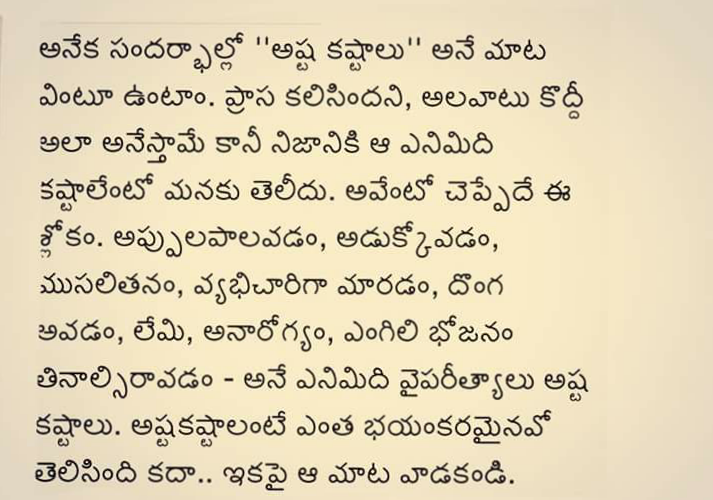 అనేక సందర్భాల్లో "అష్ట కష్టాలు" అనే మాట
వింటూ ఉంటాం. ప్రాస కలిసిందని, అలవాటు కొద్దీ
అలా అనేస్తామే కానీ నిజానికి ఆ ఎనిమిది
కష్టాలేంటో మనకు తెలీదు. అవేంటో చెప్పేదే ఈ
శ్లోకం. అప్పులపాలవడం, అడుక్కోవడం,
ముసలితనం, వ్యభిచారిగా మారడం, దొంగ
అవడం, లేమి, అనారోగ్యం, ఎంగిలి భోజనం
తినాల్సిరావడం - అనే ఎనిమిది వైపరీత్యాలు అష్ట
కష్టాలు. అష్టకష్టాలంటే ఎంత భయంకరమైనవో
తెలిసింది కదా.. ఇకపై ఆ మాట వాడకండి.